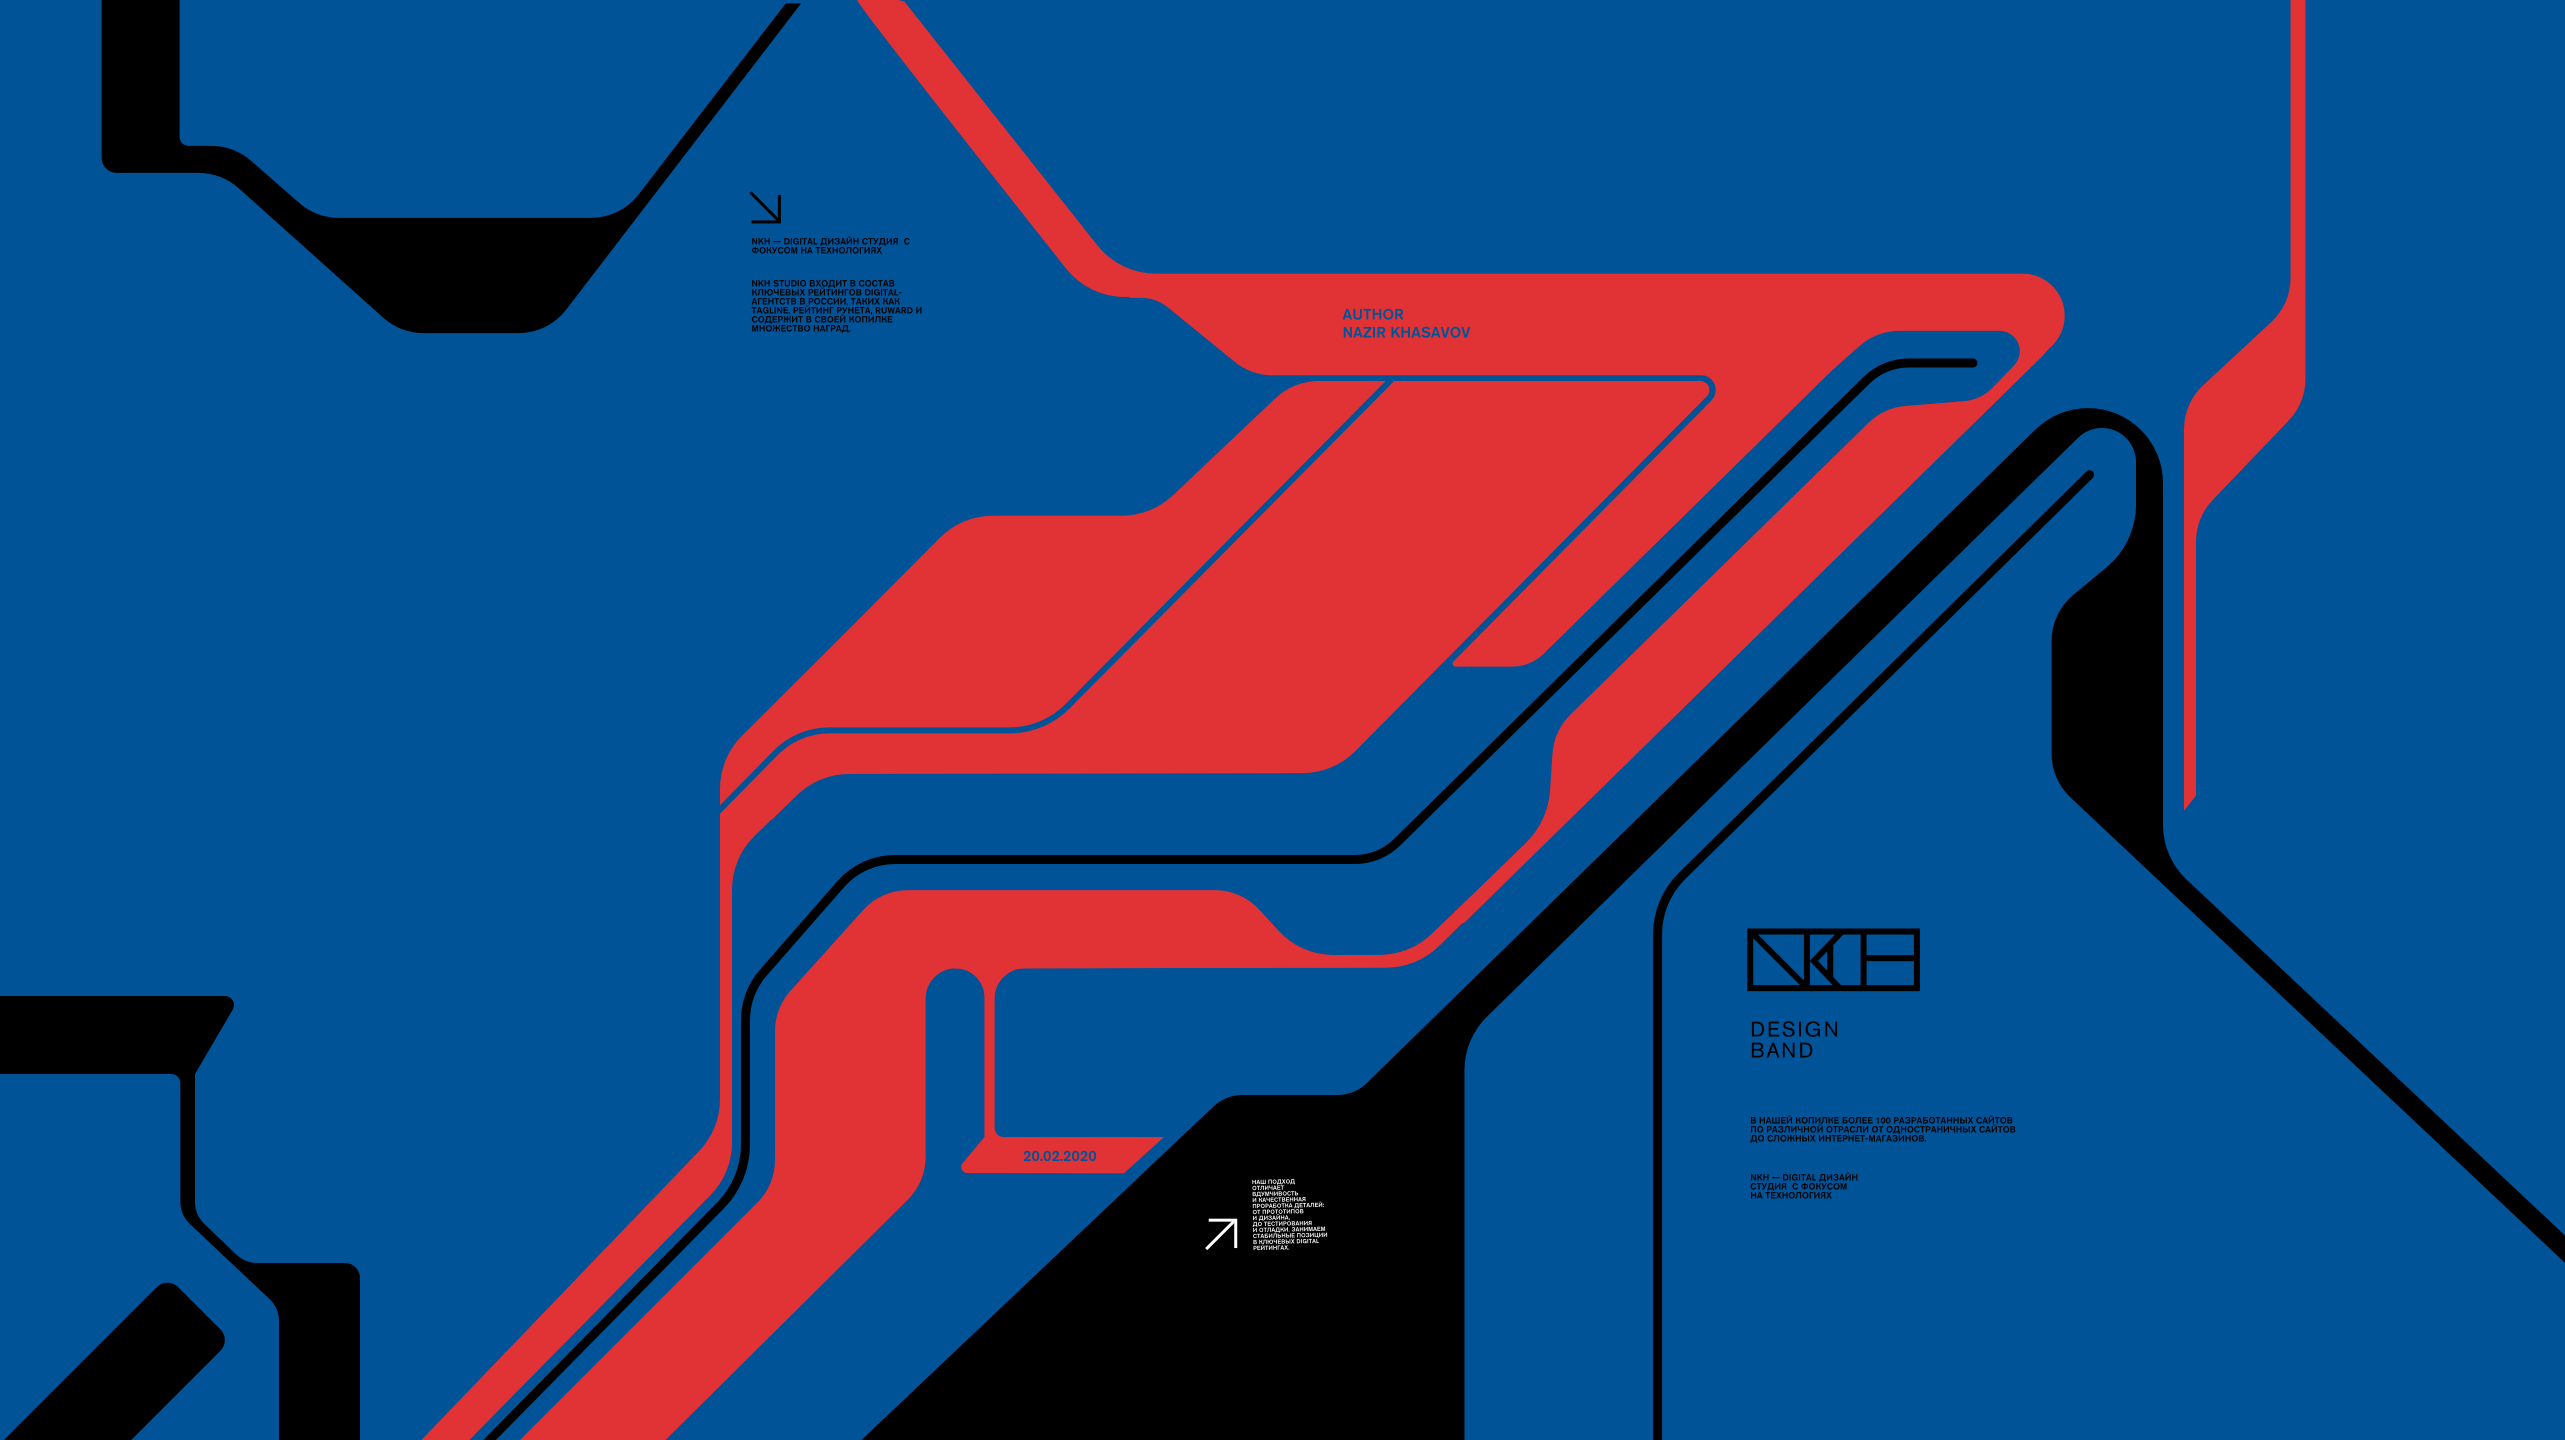 NKH — DIGITAL ДИЗАЙН СТУДИЯ С
ФОКУСОМ НА ТЕХНОЛОГИЯХ
NKH STUDIO ВХОДИТ В СОСТАВ
КЛЮЧЕВЫХ РЕЙТИНГОВ DIGITAL-
АГЕНТСТВ В РОССИИ, ТАКИХ КАК
TAGLINE, РЕЙТИНГ РУНЕТА, RUWARD И
СОДЕРЖИТ В СВОЕЙ КОПИЛКЕ
МНОЖЕСТВО НАГРАД.
AUTHOR
NAZIR KHASAVOV
NKH
DESIGN
BAND
В НАШЕЙ КОПИЛКЕ БОЛЕЕ 100 РАЗРАБОТАННЫХ САЙТОВ
ПО РАЗЛИЧНОЙ ОТРАСЛИ ОТ ОДНОСТРАНИЧНЫХ САЙТОВ
ДО СЛОЖНЫХ ИНТЕРНЕТ-МАГАЗИНОВ.
NKH — DIGITAL ДИЗАЙН
СТУДИЯ С ФОКУСОМ
НА ТЕХНОЛОГИЯХ
20.02.2020
НАШ ПОДХОД
ОТЛИЧАЕТ
ВДУМЧИВОСТЬ
И КАЧЕСТВЕННАЯ
ПРОРАБОТКА ДЕТАЛЕЙ:
ОТ ПРОТОТИПОВ
И ДИЗАЙНА,
ДО ТЕСТИРОВАНИЯ
И ОТЛАДКИ. ЗАНИМАЕМ
СТАБИЛЬНЫЕ ПОЗИЦИИ
В КЛЮЧЕВЫХ DIGITAL
РЕЙТИНГАХ.